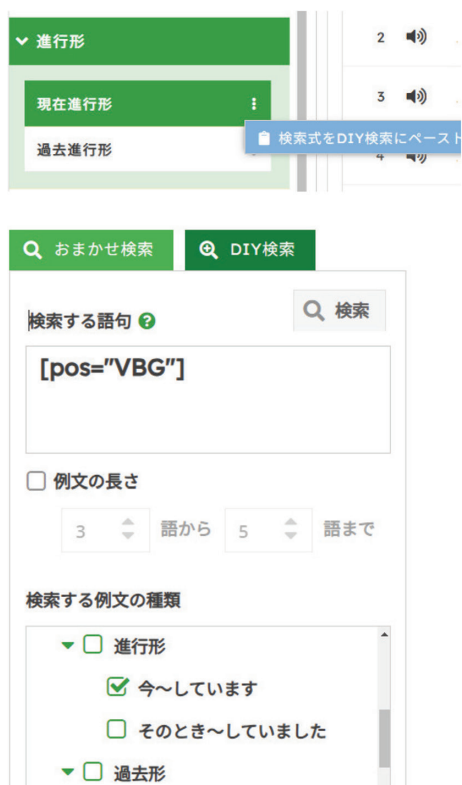 進行形
2
現在進行形
3
検索式をDIY検索にペースト
過去進行形
4
おまかせ検索
DIY検索
検索する語句
検索
[pos="VBG"]
例文の長さ
3 語から 5 語まで
検索する例文の種類
進行形
今〜しています
そのとき〜していました
過去形